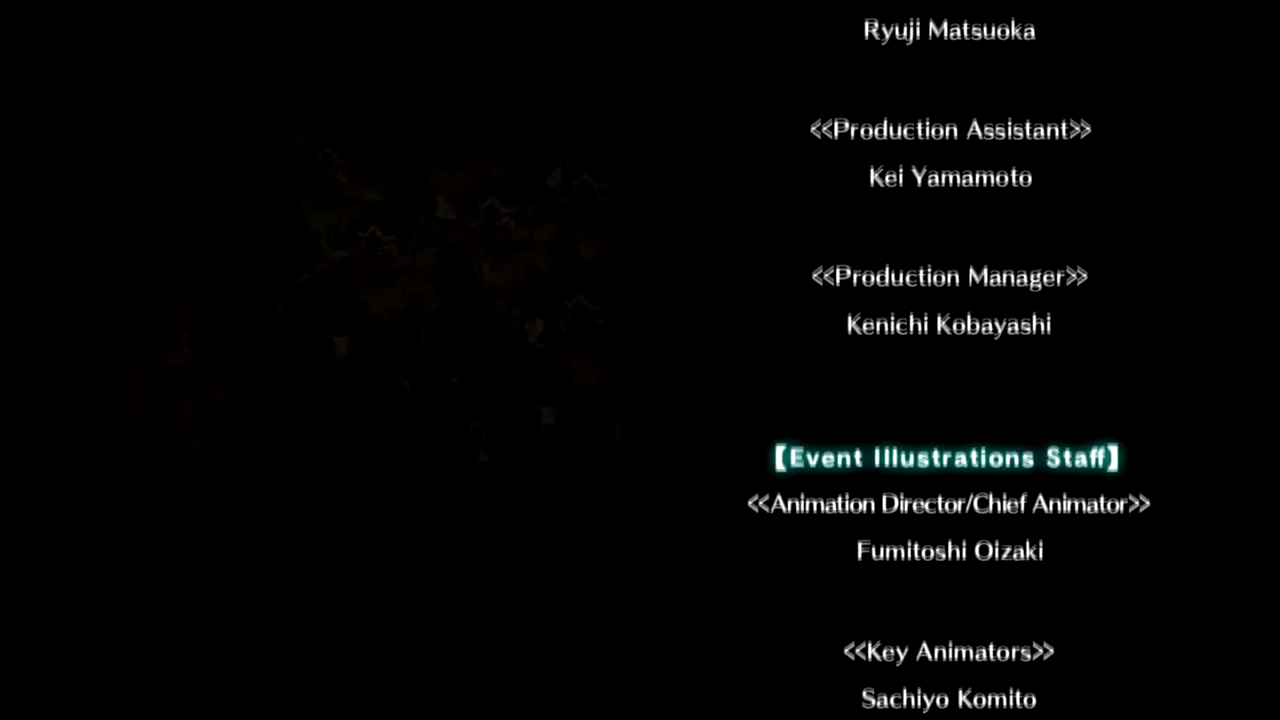 Ryuji Matsuoka
<<Production Assistant>>
Kei Yamamoto
<<Production Manager>>
Kenichi Kobayashi
【Event Illustrations Staff】
<<Animation Director/Chief Animator>>
Fumitoshi Oizaki
<<Key Animators>>
Sachiyo Komito